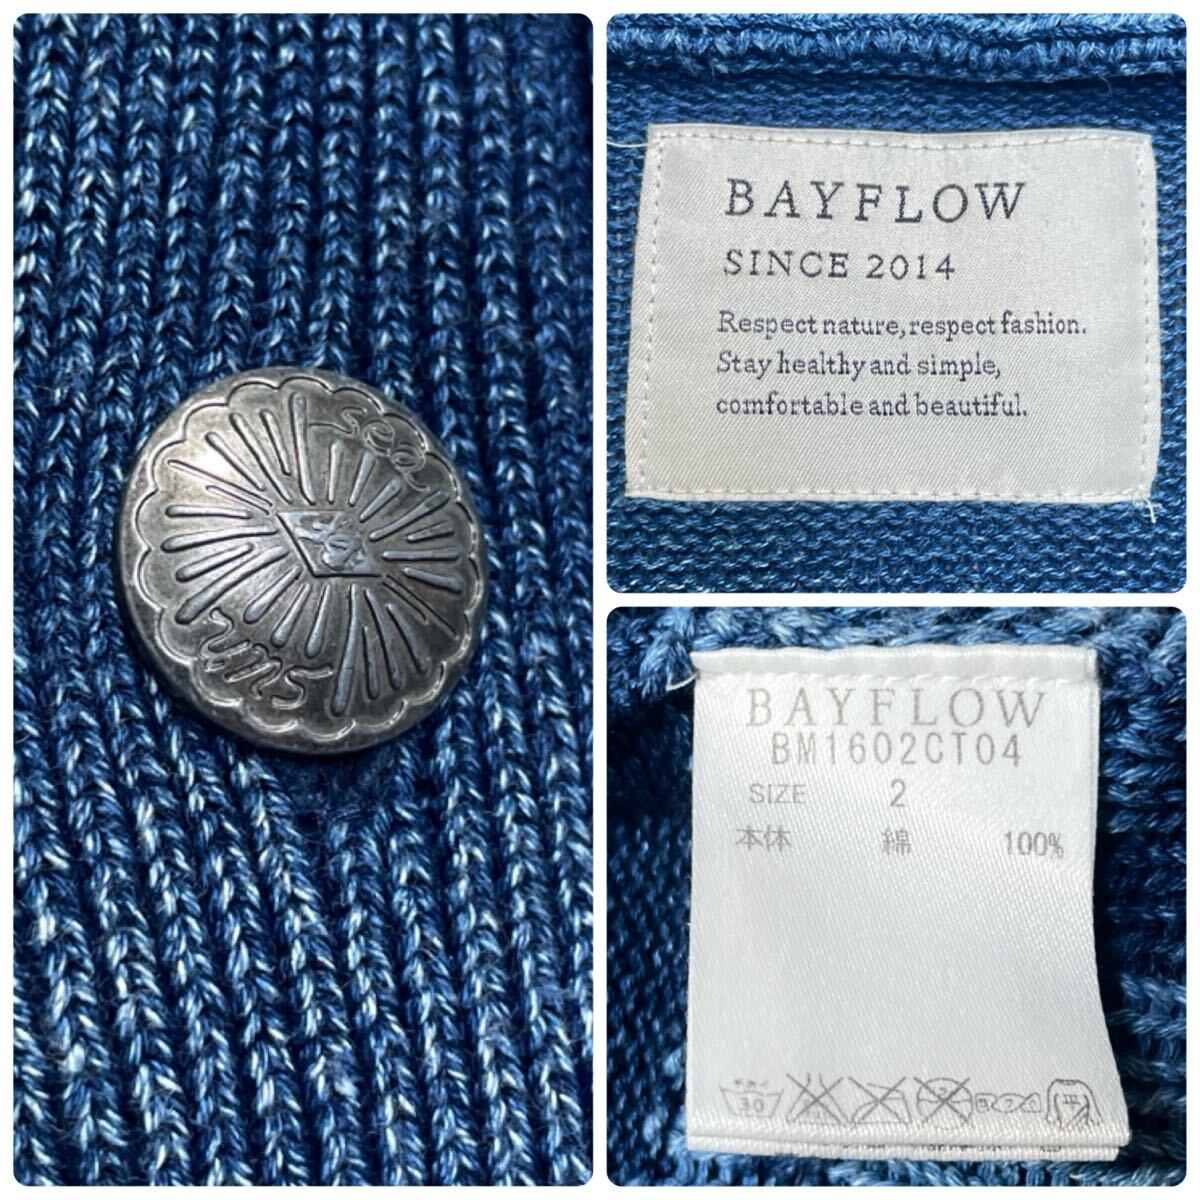 sea
sun
BAYFLOW
SINCE 2014
Respect nature, respect fashion.
Stay healthy and simple,
comfortable and beautiful.
BAYFLOW
BM1602CT04
SIZE 2
本体 綿 100%
30